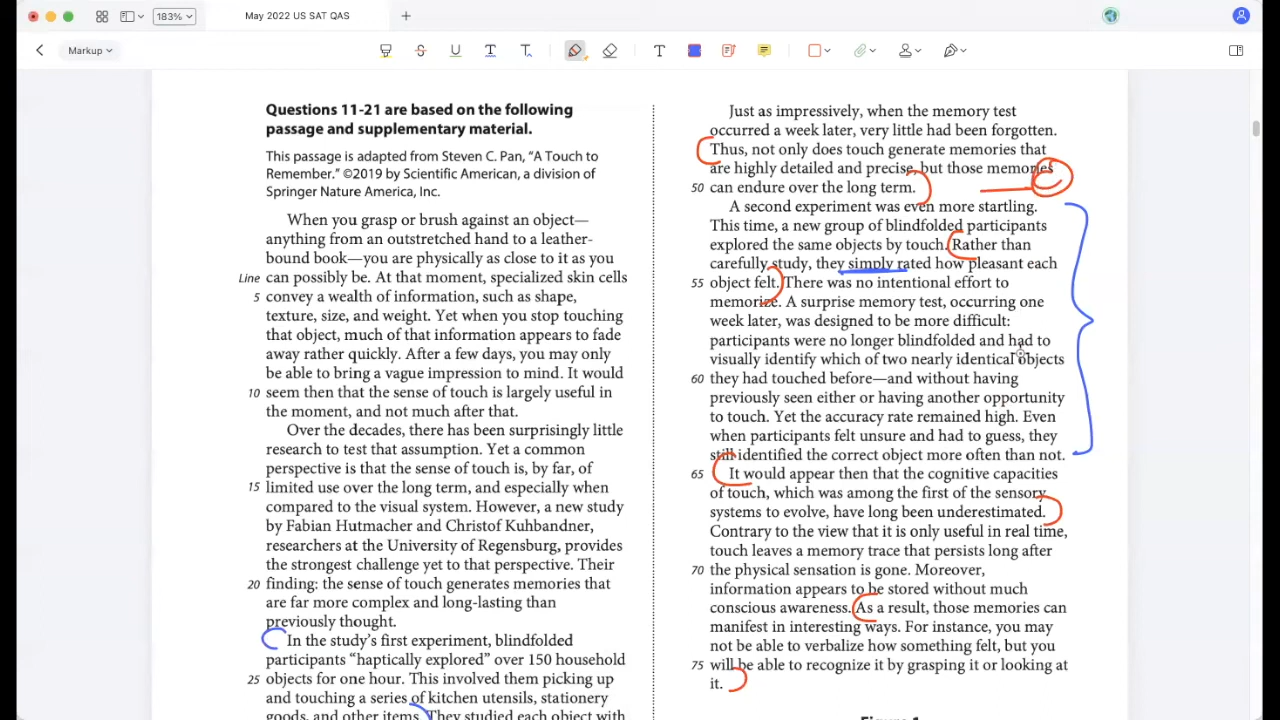 183%
May 2022 US SAT QAS
Markup
Questions 11-21 are based on the following
passage and supplementary material.
This passage is adapted from Steven C. Pan, “A Touch to
Remember.” ©2019 by Scientific American, a division of
Springer Nature America, Inc.
When you grasp or brush against an object—
anything from an outstretched hand to a leather-
bound book—you are physically as close to it as you
Line can possibly be. At that moment, specialized skin cells
5 convey a wealth of information, such as shape,
texture, size, and weight. Yet when you stop touching
that object, much of that information appears to fade
away rather quickly. After a few days, you may only
be able to bring a vague impression to mind. It would
10 seem then that the sense of touch is largely useful in
the moment, and not much after that.
Over the decades, there has been surprisingly little
research to test that assumption. Yet a common
perspective is that the sense of touch is, by far, of
15 limited use over the long term, and especially when
compared to the visual system. However, a new study
by Fabian Hutmacher and Christof Kuhbandner,
researchers at the University of Regensburg, provides
the strongest challenge yet to that perspective. Their
20 finding: the sense of touch generates memories that
are far more complex and long-lasting than
previously thought.
In the study’s first experiment, blindfolded
participants “haptically explored” over 150 household
25 objects for one hour. This involved them picking up
and touching a series of kitchen utensils, stationery
goods, and other items. They studied each object with
Just as impressively, when the memory test
occurred a week later, very little had been forgotten.
Thus, not only does touch generate memories that
are highly detailed and precise, but those memories
50 can endure over the long term.
A second experiment was even more startling.
This time, a new group of blindfolded participants
explored the same objects by touch. Rather than
carefully study, they simply rated how pleasant each
55 object felt. There was no intentional effort to
memorize. A surprise memory test, occurring one
week later, was designed to be more difficult:
participants were no longer blindfolded and had to
visually identify which of two nearly identical objects
60 they had touched before—and without having
previously seen either or having another opportunity
to touch. Yet the accuracy rate remained high. Even
when participants felt unsure and had to guess, they
still identified the correct object more often than not.
65 It would appear then that the cognitive capacities
of touch, which was among the first of the sensory
systems to evolve, have long been underestimated.
Contrary to the view that it is only useful in real time,
touch leaves a memory trace that persists long after
70 the physical sensation is gone. Moreover,
information appears to be stored without much
conscious awareness. As a result, those memories can
manifest in interesting ways. For instance, you may
not be able to verbalize how something felt, but you
75 will be able to recognize it by grasping it or looking at
it.
Figure 1